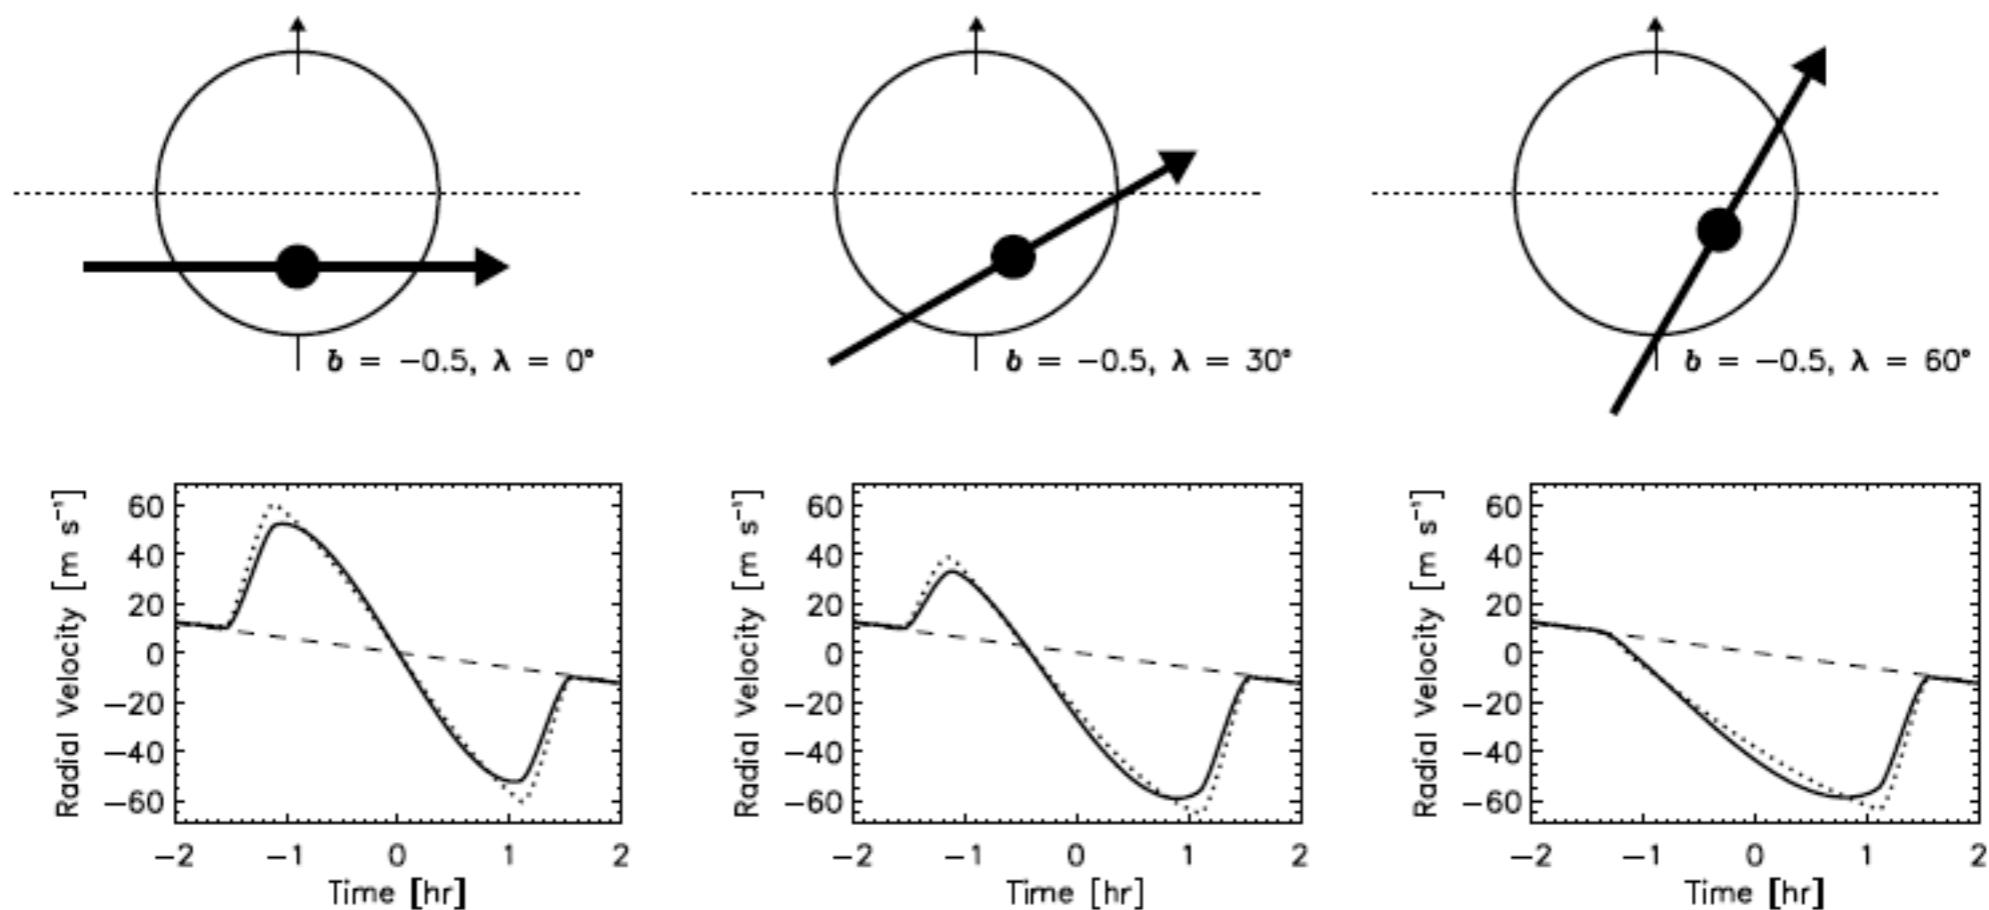 b = −0.5, λ = 0°
b = −0.5, λ = 30°
b = −0.5, λ = 60°
Radial Velocity [m s⁻¹]
60
40
20
0
−20
−40
−60
−2 −1 0 1 2
Time [hr]
Radial Velocity [m s⁻¹]
60
40
20
0
−20
−40
−60
−2 −1 0 1 2
Time [hr]
Radial Velocity [m s⁻¹]
60
40
20
0
−20
−40
−60
−2 −1 0 1 2
Time [hr]